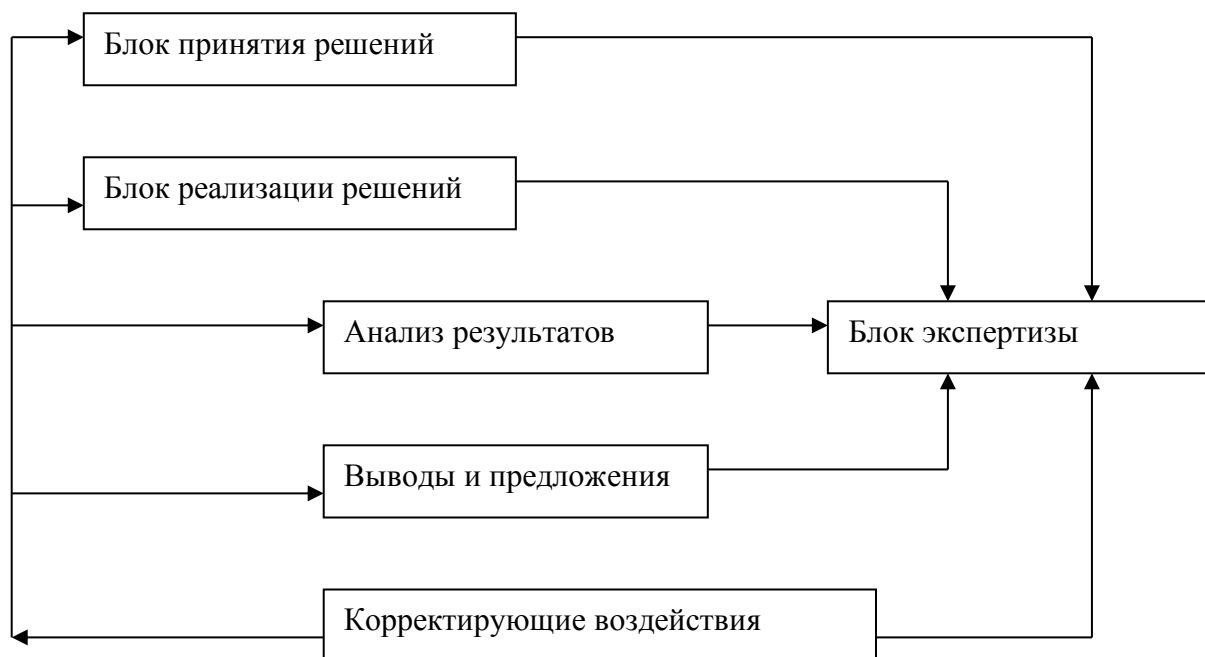 Блок принятия решений
Блок реализации решений
Анализ результатов
Блок экспертизы
Выводы и предложения
Корректирующие воздействия